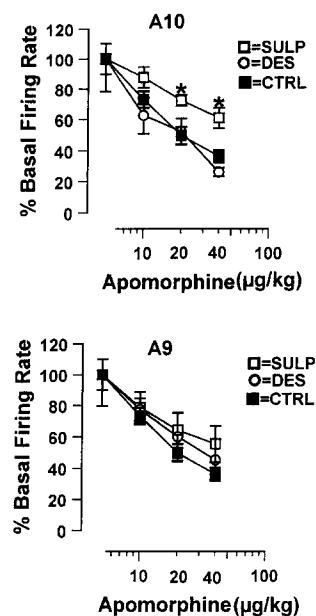 A10
% Basal Firing Rate
120
100
80
60
40
20
0
=SULP
=DES
=CTRL
* *
10 20 40 100
Apomorphine(µg/kg)
A9
% Basal Firing Rate
120
100
80
60
40
20
0
=SULP
=DES
=CTRL
10 20 40 100
Apomorphine(µg/kg)